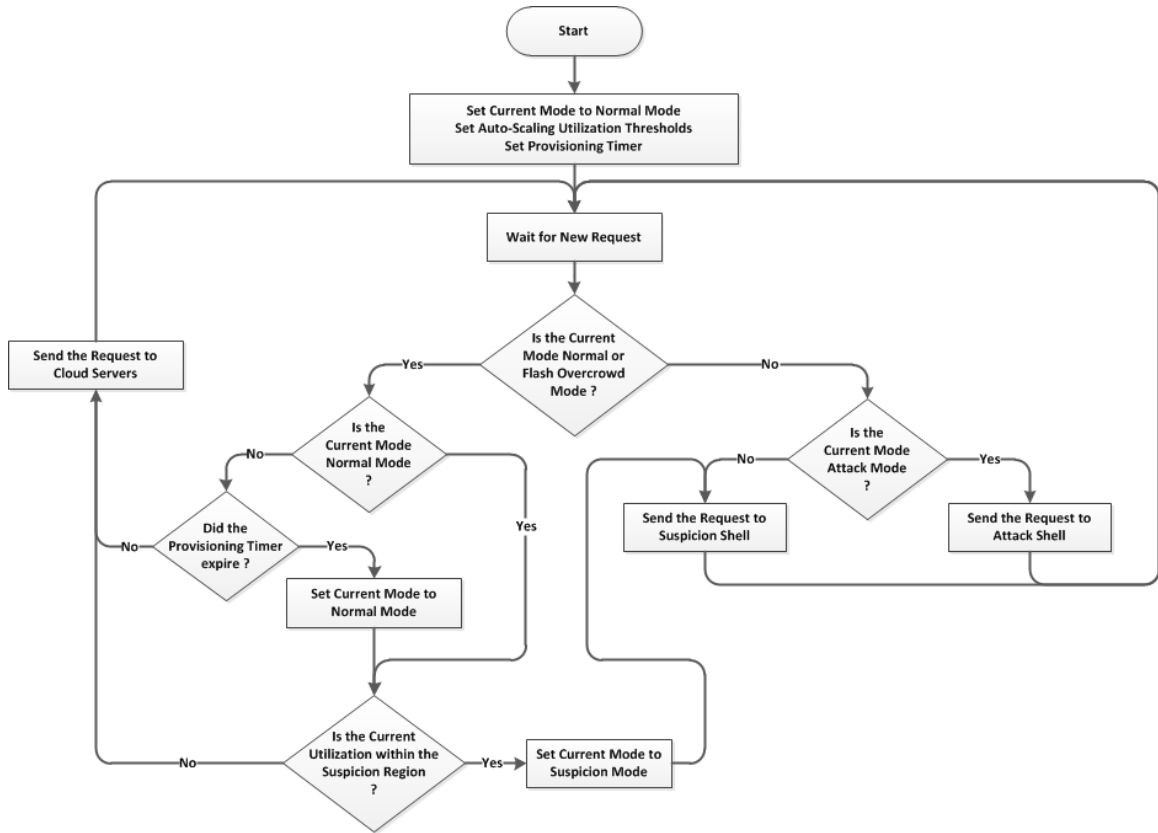 Start
Set Current Mode to Normal Mode
Set Auto-Scaling Utilization Thresholds
Set Provisioning Timer
Wait for New Request
Is the Current
Mode Normal or
Flash Overcrowd
Mode ?
Yes
No
Send the Request to
Cloud Servers
Is the
Current Mode
Normal Mode
?
No
Yes
Is the
Current Mode
Attack Mode
?
No
Yes
Did the
Provisioning Timer
expire ?
No
Yes
Send the Request to
Suspicion Shell
Send the Request to
Attack Shell
Set Current Mode to
Normal Mode
Is the Current
Utilization within the
Suspicion Region
?
No
Yes
Set Current Mode to
Suspicion Mode